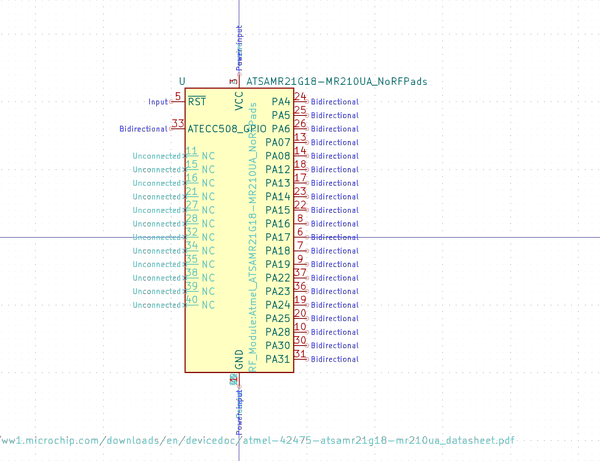 Power input
U ATSAMR21G18-MR210UA_NoRFPads
3
VCC
Input 5 RST
Bidirectional 33 ATECC508_GPIO
Unconnected 11 NC
Unconnected 15 NC
Unconnected 16 NC
Unconnected 21 NC
Unconnected 27 NC
Unconnected 28 NC
Unconnected 32 NC
Unconnected 34 NC
Unconnected 35 NC
Unconnected 38 NC
Unconnected 39 NC
Unconnected 40 NC
RF_Module:Atmel_ATSAMR21G18-MR210UA_NoRFPads
PA4 24 Bidirectional
PA5 25 Bidirectional
PA6 26 Bidirectional
PA07 13 Bidirectional
PA08 14 Bidirectional
PA12 18 Bidirectional
PA13 17 Bidirectional
PA14 23 Bidirectional
PA15 22 Bidirectional
PA16 8 Bidirectional
PA17 6 Bidirectional
PA18 7 Bidirectional
PA19 9 Bidirectional
PA22 37 Bidirectional
PA23 36 Bidirectional
PA24 19 Bidirectional
PA25 20 Bidirectional
PA28 10 Bidirectional
PA30 30 Bidirectional
PA31 31 Bidirectional
GND
Power input
/ww1.microchip.com/downloads/en/devicedoc/atmel-42475-atsamr21g18-mr210ua_datasheet.pdf